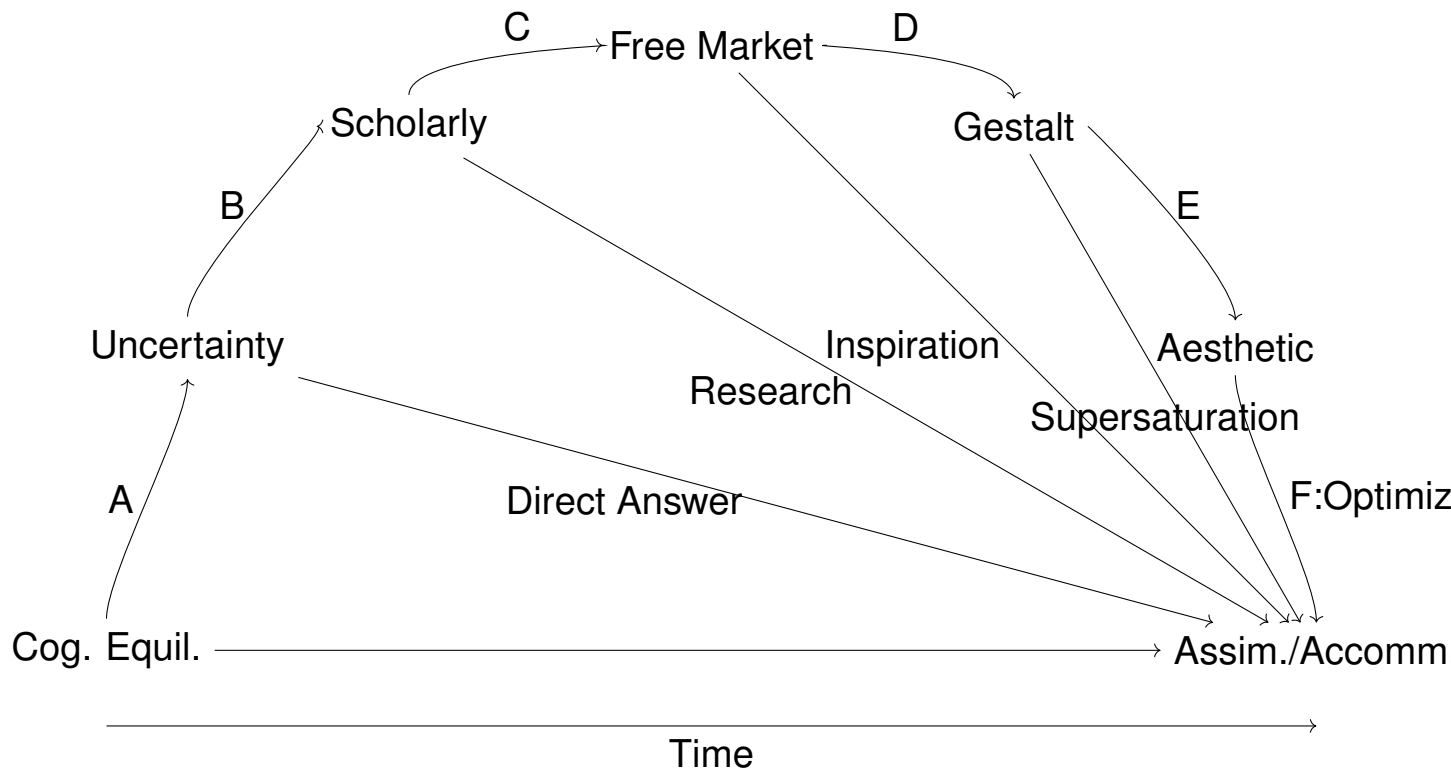 C
Free Market
D
Scholarly
Gestalt
B
E
Uncertainty
Inspiration
Aesthetic
Research
Supersaturation
A
Direct Answer
F:Optimiz
Cog. Equil.
Assim./Accomm
Time